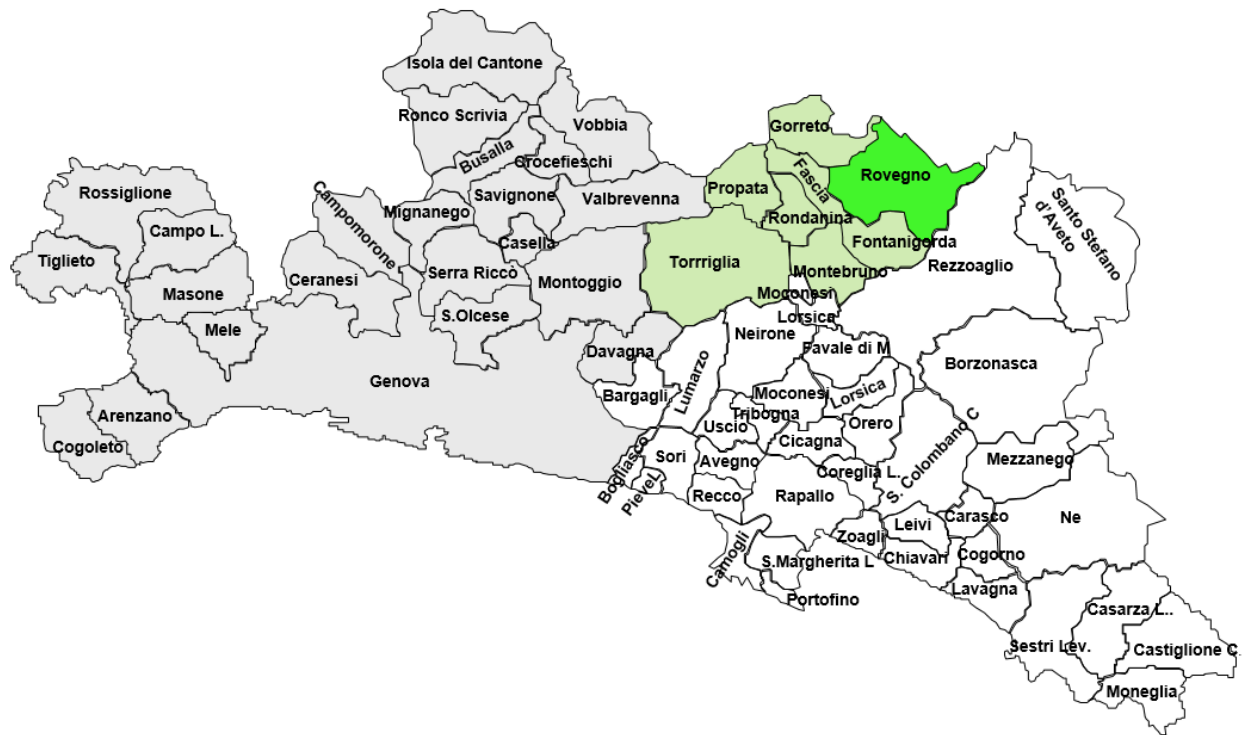 Isola del Cantone
Ronco Scrivia
Vobbia
Gorreto
Busalla
Crocefieschi
Rossiglione
Campomorone
Mignanego
Savignone
Valbrevenna
Propata
Fascia
Rovegno
Santo Stefano
d'Aveto
Campo L.
Rondanina
Tiglieto
Casella
Fontanigorda
Ceranesi
Serra Riccò
Montoggio
Torrriglia
Montebruno
Rezzoaglio
Masone
Moconesi
S.Olcese
Lorsica
Mele
Neirone
Davagna
Favale di M
Borzonasca
Genova
Lumarzo
Bargagli
Moconesi
Lorsica
Arenzano
Tribogna
Uscio
Orero
Cogoleto
Cicagna
S. Colombano C
Bogliasco
Sori
Avegno
Mezzanego
Coreglia L.
PieveL
Recco
Rapallo
Leivi
Carasco
Ne
Zoagli
Camogli
S.Margherita L
Chiavari
Cogorno
Lavagna
Portofino
Casarza L..
Sestri Lev.
Castiglione C.
Moneglia